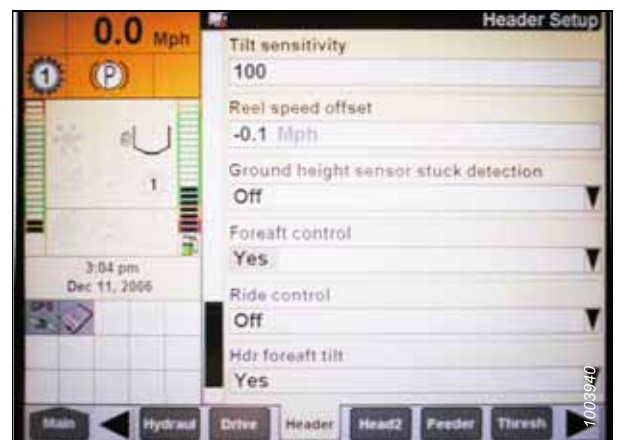 0.0 Mph
Header Setup
1
(P)
Tilt sensitivity
100
Reel speed offset
-0.1 Mph
Ground height sensor stuck detection
Off
1
Foreaft control
Yes
3:04 pm
Dec 11, 2006
Ride control
Off
GPS
Hdr foreaft tilt
Yes
Main
Hydraul
Drive
Header
Head2
Feeder
Thresh
1003940